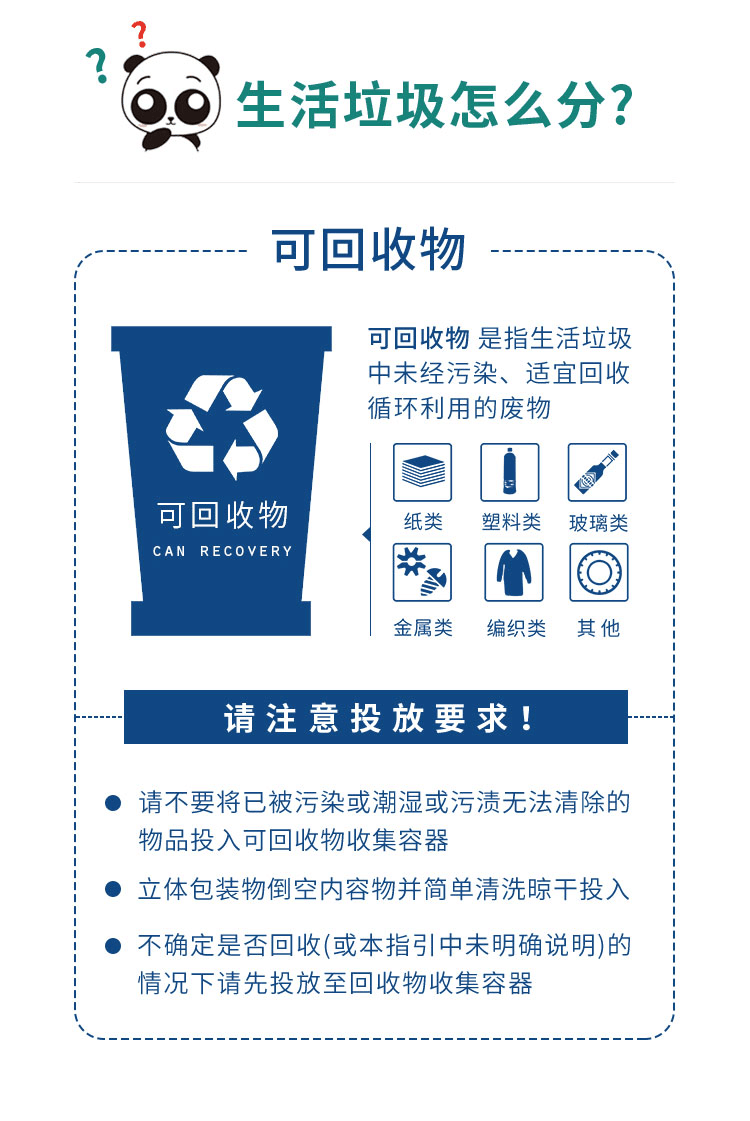 ? ?
生活垃圾怎么分?
可回收物
可回收物 是指生活垃圾
中未经污染、适宜回收
循环利用的废物
可回收物
CAN RECOVERY
纸类 塑料类 玻璃类
金属类 编织类 其他
请注意投放要求!
请不要将已被污染或潮湿或污渍无法清除的
物品投入可回收物收集容器
立体包装物倒空内容物并简单清洗晾干投入
不确定是否回收(或本指引中未明确说明)的
情况下请先投放至回收物收集容器